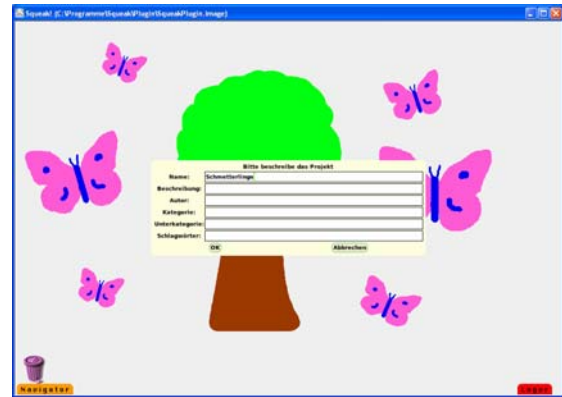 Squeak! (C:\Programme\Squeak\Plugin\SqueakPlugin.image)
Bitte beschreibe das Projekt
Name: Schmetterlinge
Beschreibung:
Autor:
Kategorie:
Unterkategorie:
Schlagwörter:
OK Abbrechen
Navigator Lager